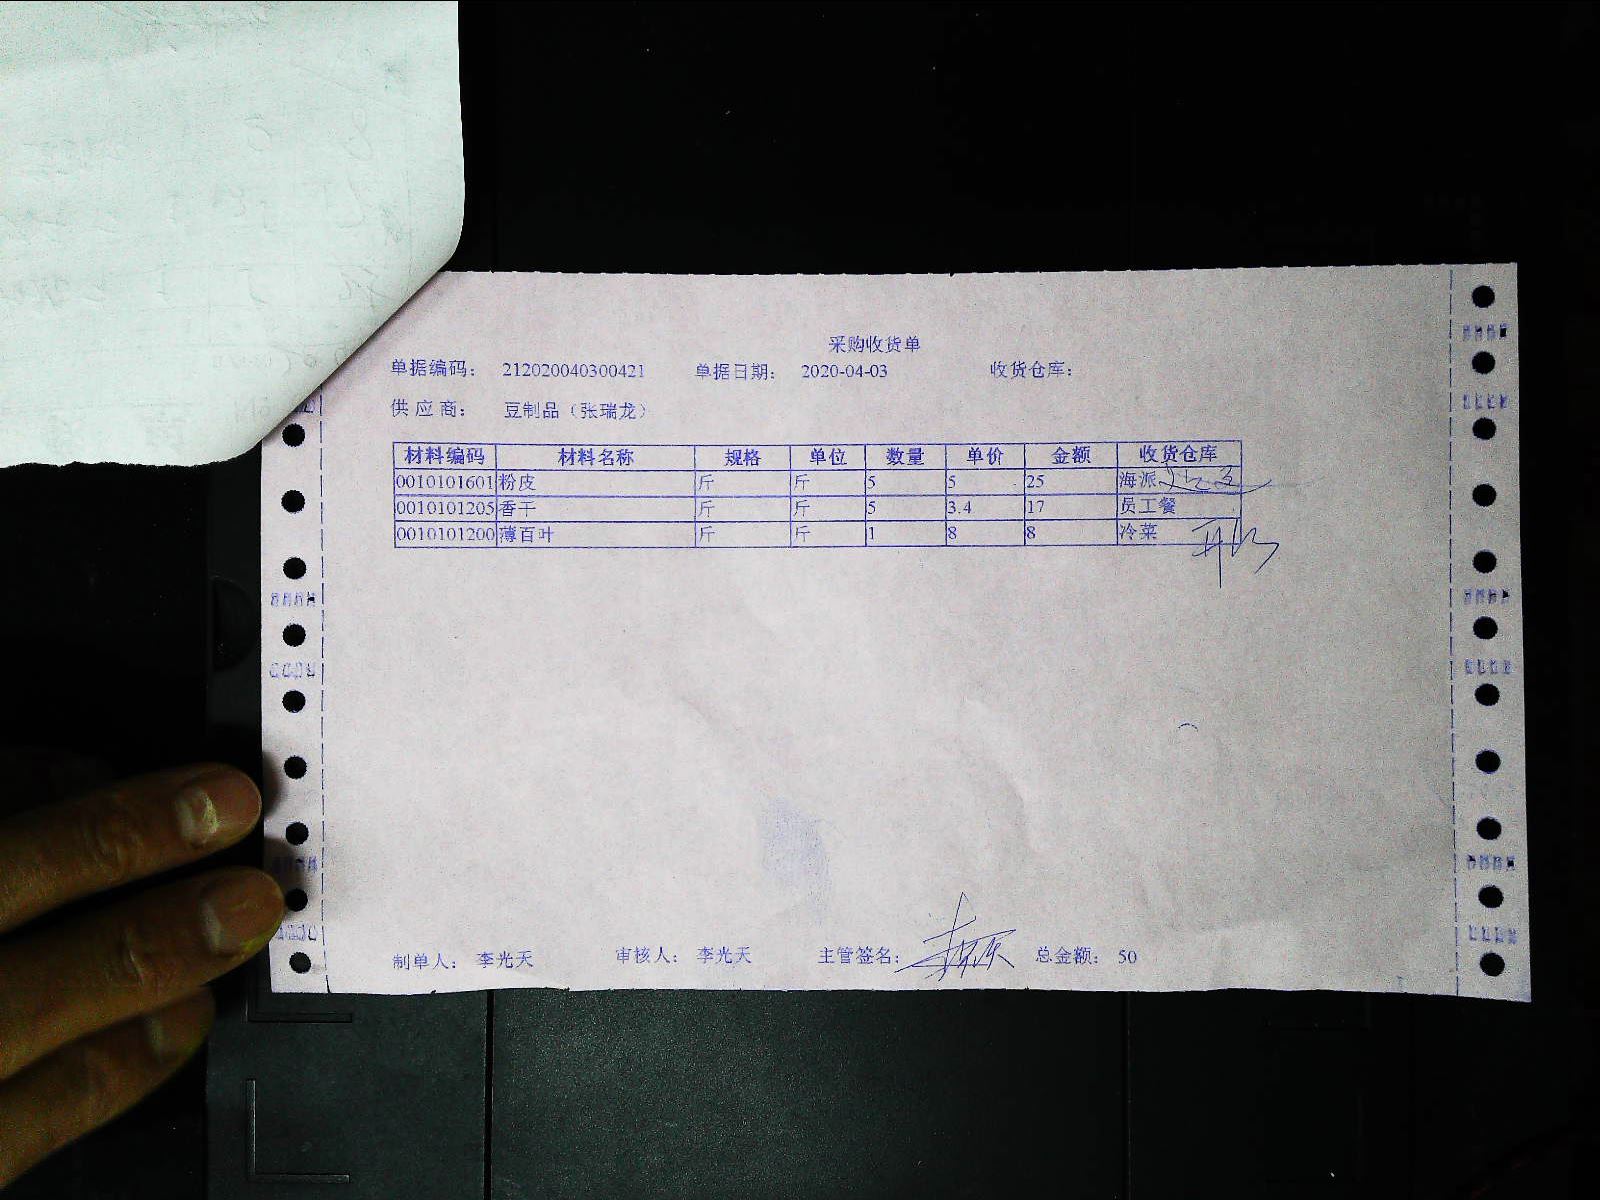 采购收货单
单据编码： 212020040300421 单据日期： 2020-04-03 收货仓库：
供应商： 豆制品（张瑞龙）
材料编码 材料名称 规格 单位 数量 单价 金额 收货仓库
0010101601 粉皮 斤 斤 5 5 25 海派
0010101205 香干 斤 斤 5 3.4 17 员工餐
0010101200 薄百叶 斤 斤 1 8 8 冷菜
制单人： 李光天 审核人： 李光天 主管签名： 总金额： 50